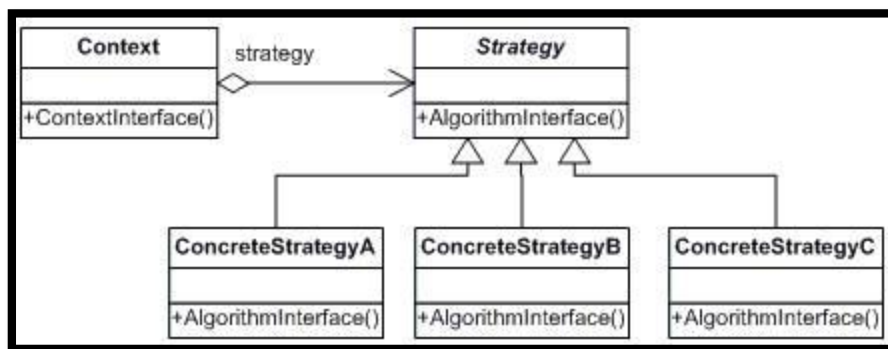 Context
strategy
Strategy
+ContextInterface()
+AlgorithmInterface()
ConcreteStrategyA
ConcreteStrategyB
ConcreteStrategyC
+AlgorithmInterface()
+AlgorithmInterface()
+AlgorithmInterface()